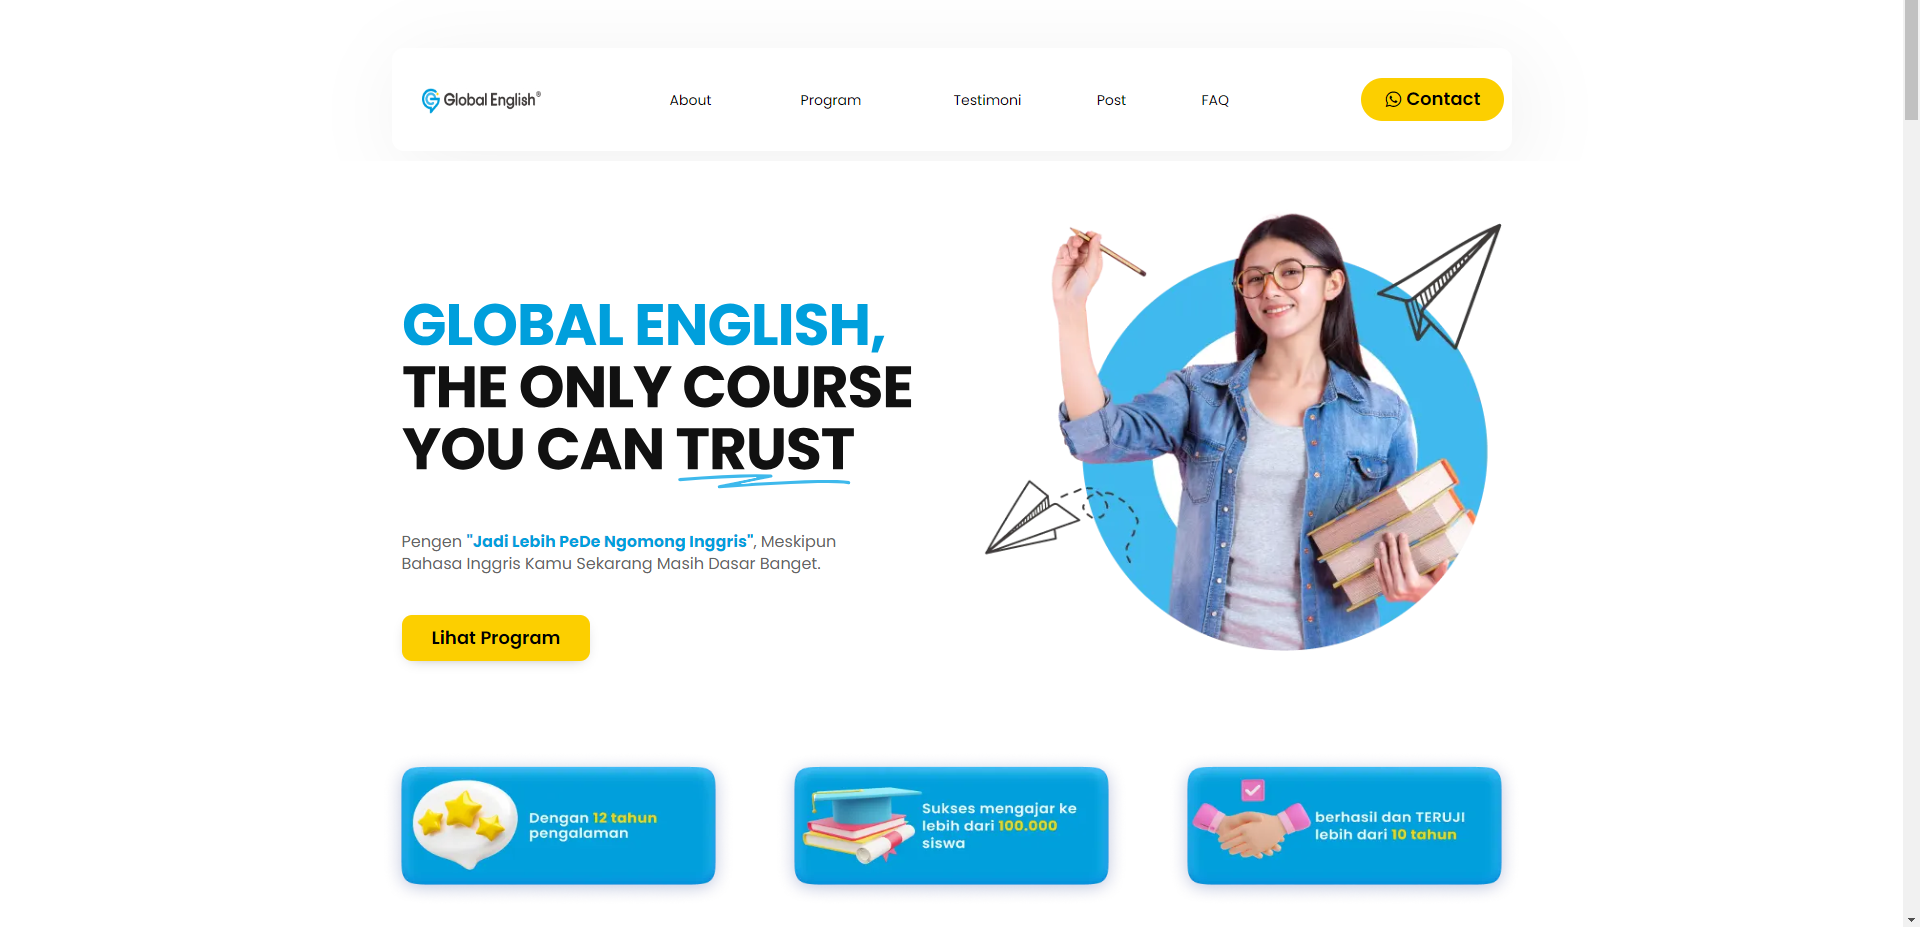 Global English®
About
Program
Testimoni
Post
FAQ
Contact
GLOBAL ENGLISH,
THE ONLY COURSE
YOU CAN TRUST
Pengen "Jadi Lebih PeDe Ngomong Inggris", Meskipun
Bahasa Inggris Kamu Sekarang Masih Dasar Banget.
Lihat Program
Dengan 12 tahun
pengalaman
Sukses mengajar ke
lebih dari 100.000
siswa
berhasil dan TERUJI
lebih dari 10 tahun